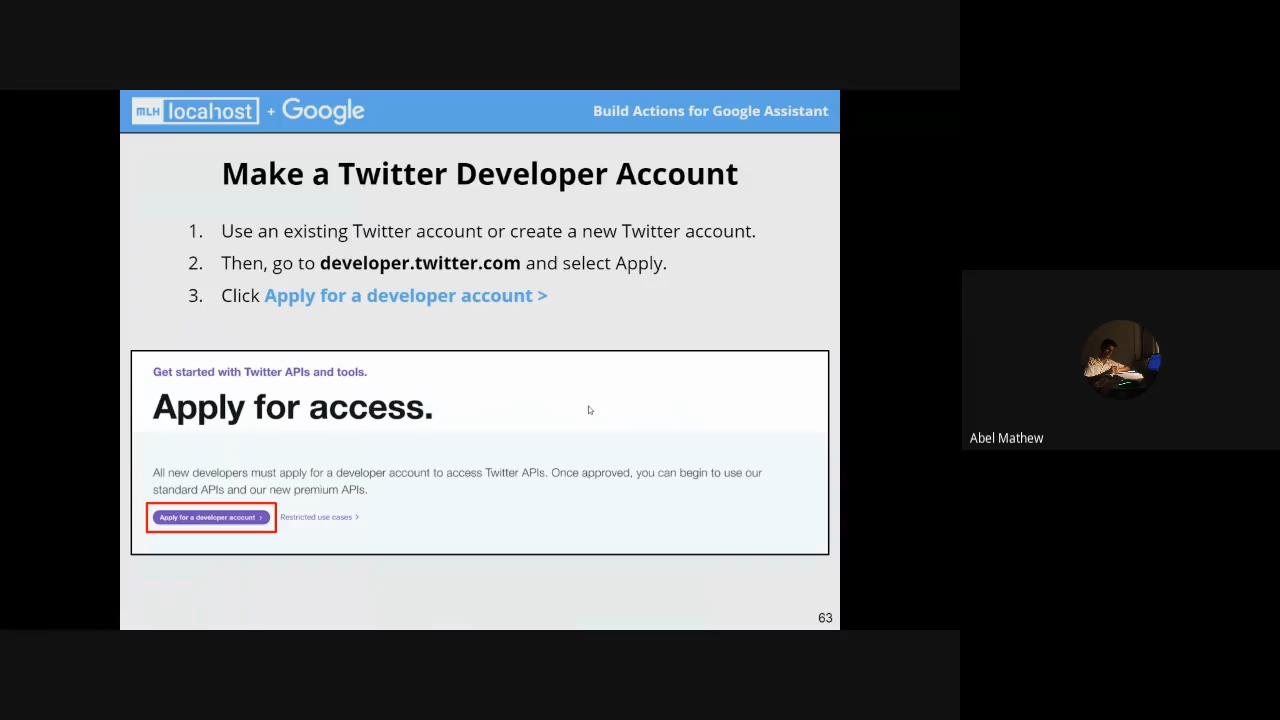 MLH localhost + Google
Build Actions for Google Assistant
Make a Twitter Developer Account
1. Use an existing Twitter account or create a new Twitter account.
2. Then, go to developer.twitter.com and select Apply.
3. Click Apply for a developer account >
Get started with Twitter APIs and tools.
Apply for access.
All new developers must apply for a developer account to access Twitter APIs. Once approved, you can begin to use our
standard APIs and our new premium APIs.
Apply for a developer account > Restricted use cases >
63
Abel Mathew